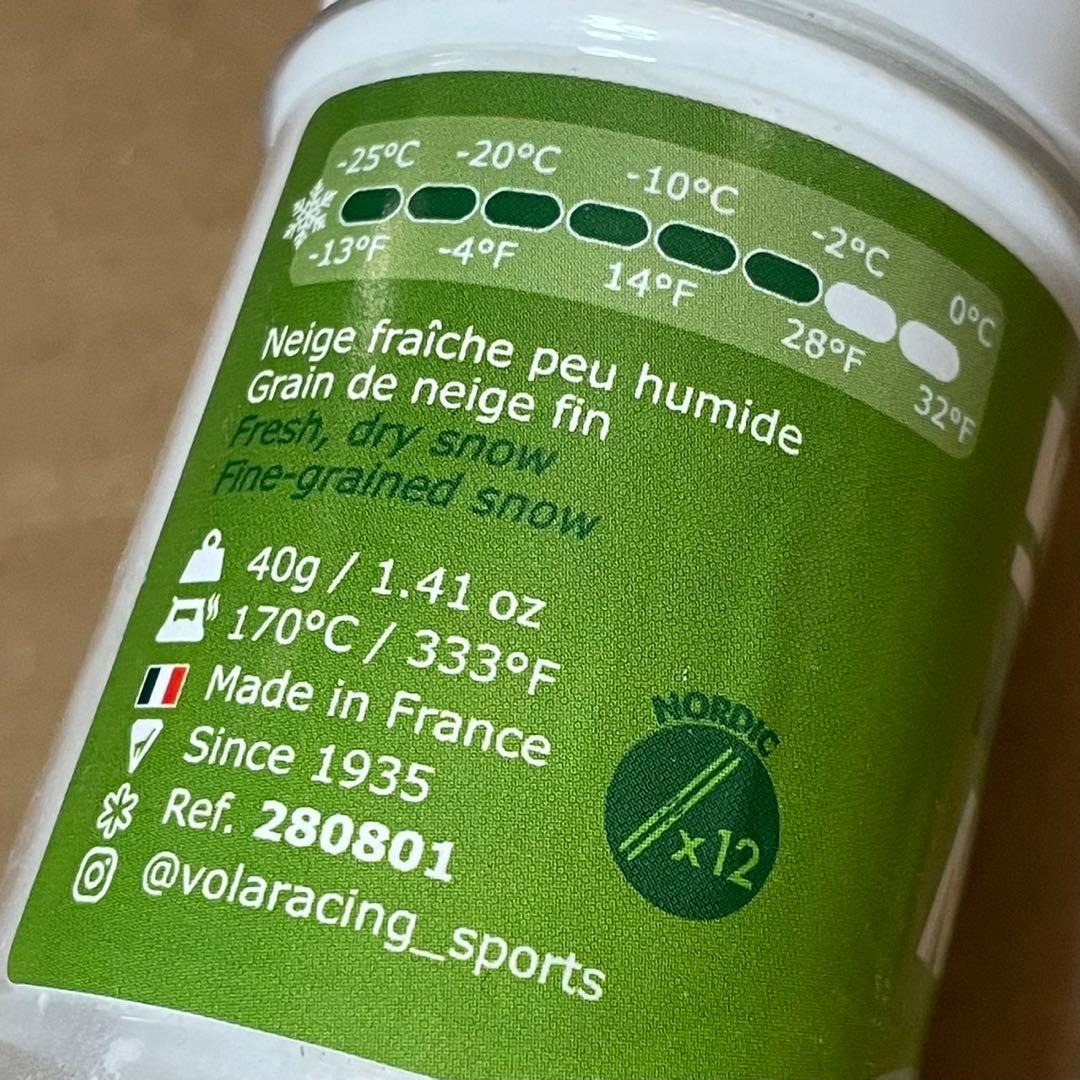 -25°C -20°C -10°C -2°C 0°C
-13°F -4°F 14°F 28°F 32°F
Neige fraîche peu humide
Grain de neige fin
Fresh, dry snow
Fine-grained snow
40g / 1.41 oz
170°C / 333°F
Made in France
Since 1935
Ref. 280801
@volaracing_sports
NORDIC
x12